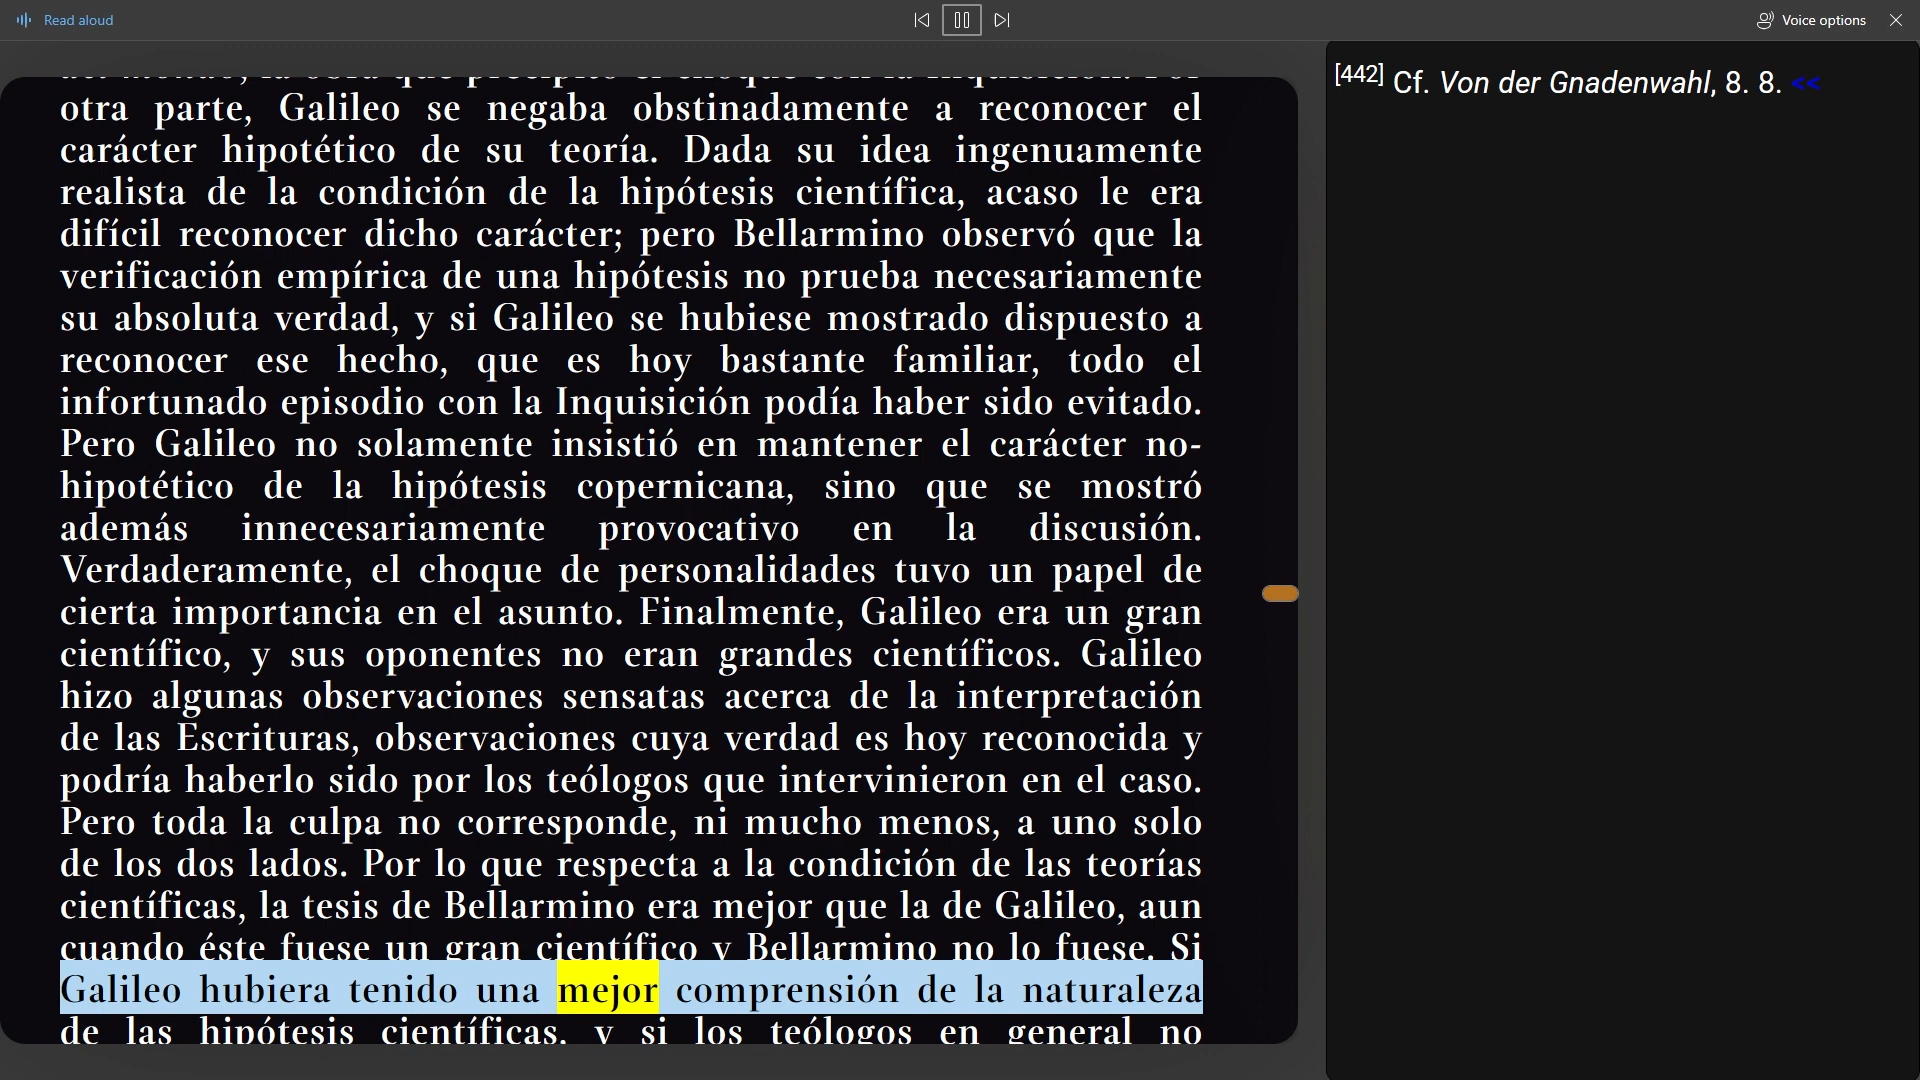 Read aloud
Voice options
otra parte, Galileo se negaba obstinadamente a reconocer el
carácter hipotético de su teoría. Dada su idea ingenuamente
realista de la condición de la hipótesis científica, acaso le era
difícil reconocer dicho carácter; pero Bellarmino observó que la
verificación empírica de una hipótesis no prueba necesariamente
su absoluta verdad, y si Galileo se hubiese mostrado dispuesto a
reconocer ese hecho, que es hoy bastante familiar, todo el
infortunado episodio con la Inquisición podía haber sido evitado.
Pero Galileo no solamente insistió en mantener el carácter no-
hipotético de la hipótesis copernicana, sino que se mostró
además innecesariamente provocativo en la discusión.
Verdaderamente, el choque de personalidades tuvo un papel de
cierta importancia en el asunto. Finalmente, Galileo era un gran
científico, y sus oponentes no eran grandes científicos. Galileo
hizo algunas observaciones sensatas acerca de la interpretación
de las Escrituras, observaciones cuya verdad es hoy reconocida y
podría haberlo sido por los teólogos que intervinieron en el caso.
Pero toda la culpa no corresponde, ni mucho menos, a uno solo
de los dos lados. Por lo que respecta a la condición de las teorías
científicas, la tesis de Bellarmino era mejor que la de Galileo, aun
cuando éste fuese un gran científico y Bellarmino no lo fuese. Si
Galileo hubiera tenido una mejor comprensión de la naturaleza
de las hipótesis científicas, y si los teólogos en general no
[442] Cf. Von der Gnadenwahl, 8. 8. <<